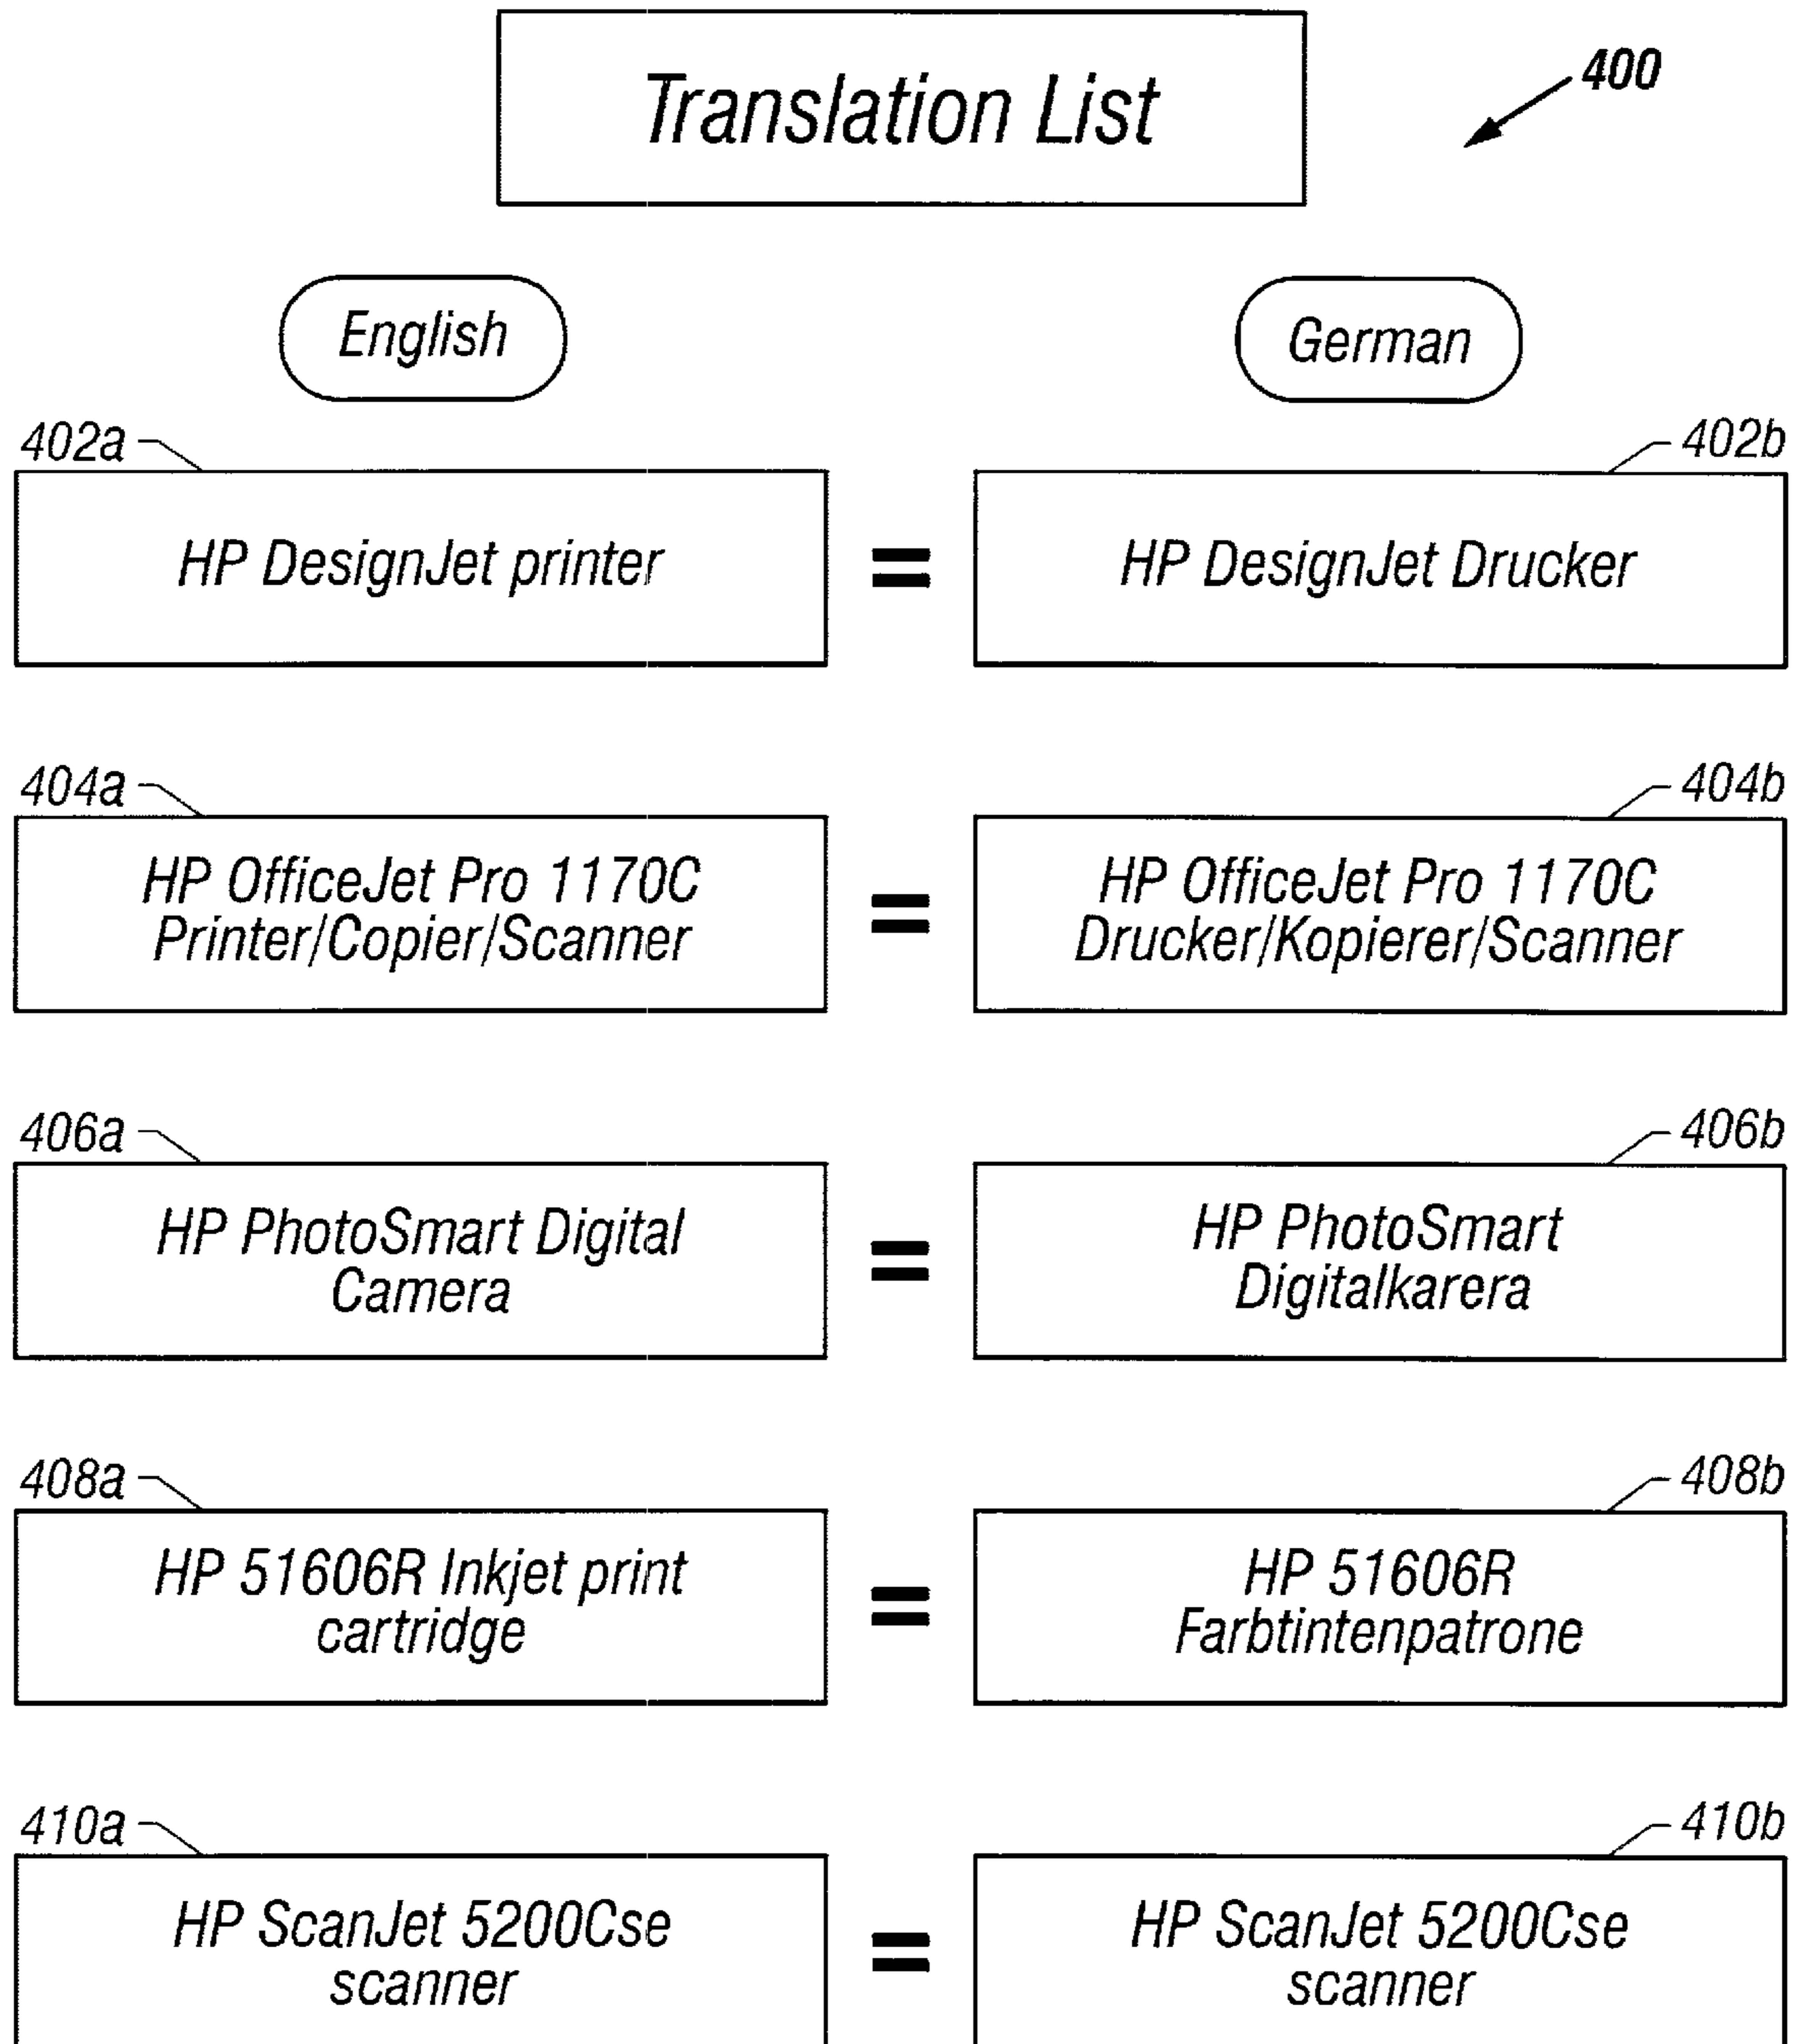 Translation List
400
English
German
402a
402b
HP DesignJet printer
=
HP DesignJet Drucker
404a
404b
HP OfficeJet Pro 1170C
Printer/Copier/Scanner
=
HP OfficeJet Pro 1170C
Drucker/Kopierer/Scanner
406a
406b
HP PhotoSmart Digital
Camera
=
HP PhotoSmart
Digitalkarera
408a
408b
HP 51606R Inkjet print
cartridge
=
HP 51606R
Farbtintenpatrone
410a
410b
HP ScanJet 5200Cse
scanner
=
HP ScanJet 5200Cse
scanner